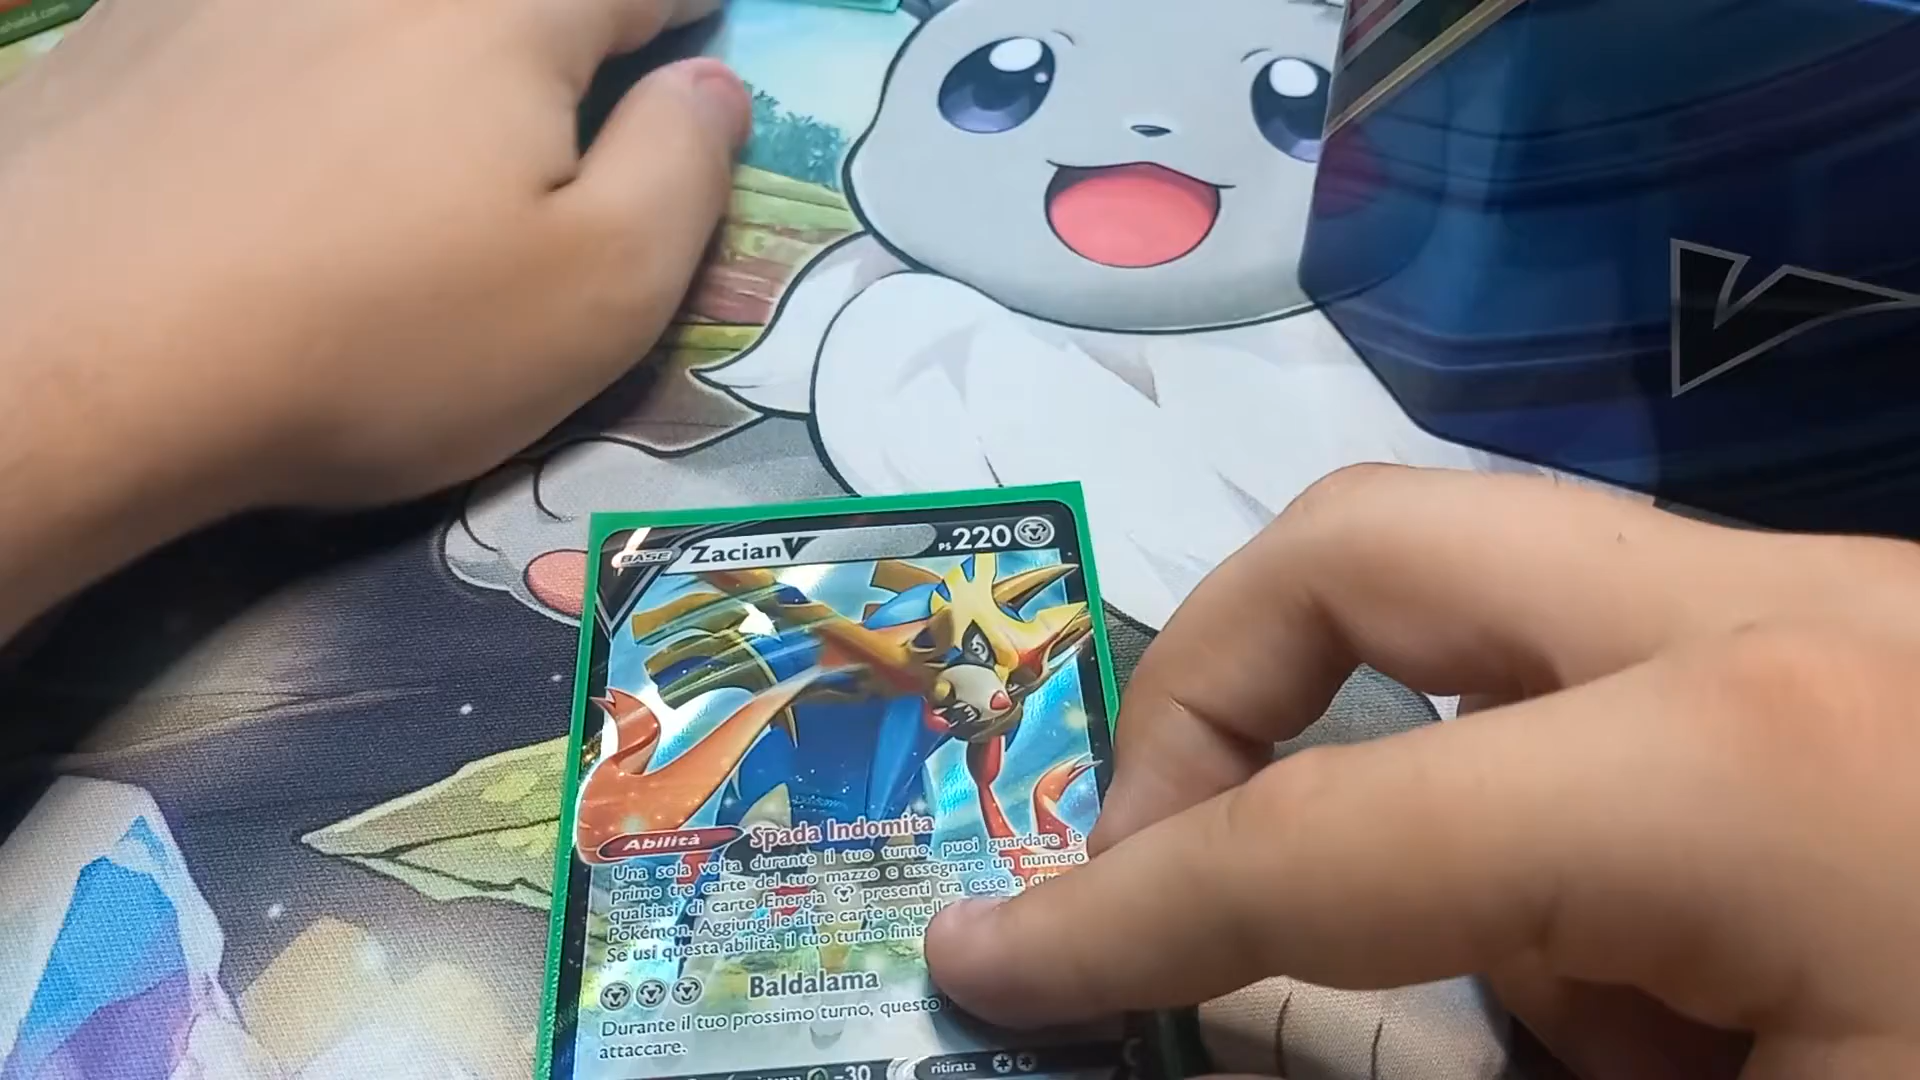 BASE Zacian V PS 220
Abilità Spada Indomita
Una sola volta durante il tuo turno, puoi guardare le
prime tre carte del tuo mazzo e assegnare un numero
qualsiasi di carte Energia presenti tra esse a
Pokémon. Aggiungi le altre carte a
Se usi questa abilità, il tuo turno
Baldalama
Durante il tuo prossimo turno, questo
attaccare.
-30 ritirata